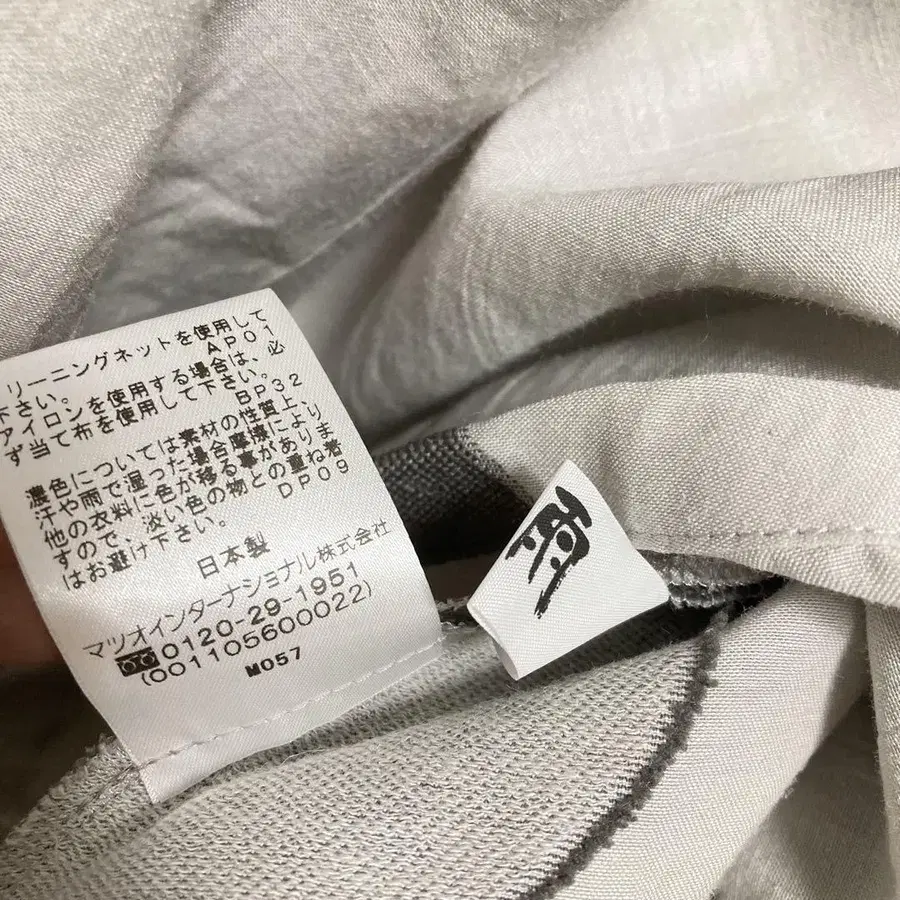 リーニングネットを使用して
下さい。 AP01
アイロンを使用する場合は、必
ず当て布を使用して下さい。
BP32
濃色については素材の性質上、
汗や雨で湿った場合摩擦により
他の衣料に色が移る事がありま
すので、淡い色の物との重ね着
はお避け下さい。 DP09
日本製
マツオインターナショナル株式会社
0120-29-1951
(001105600022)
M057